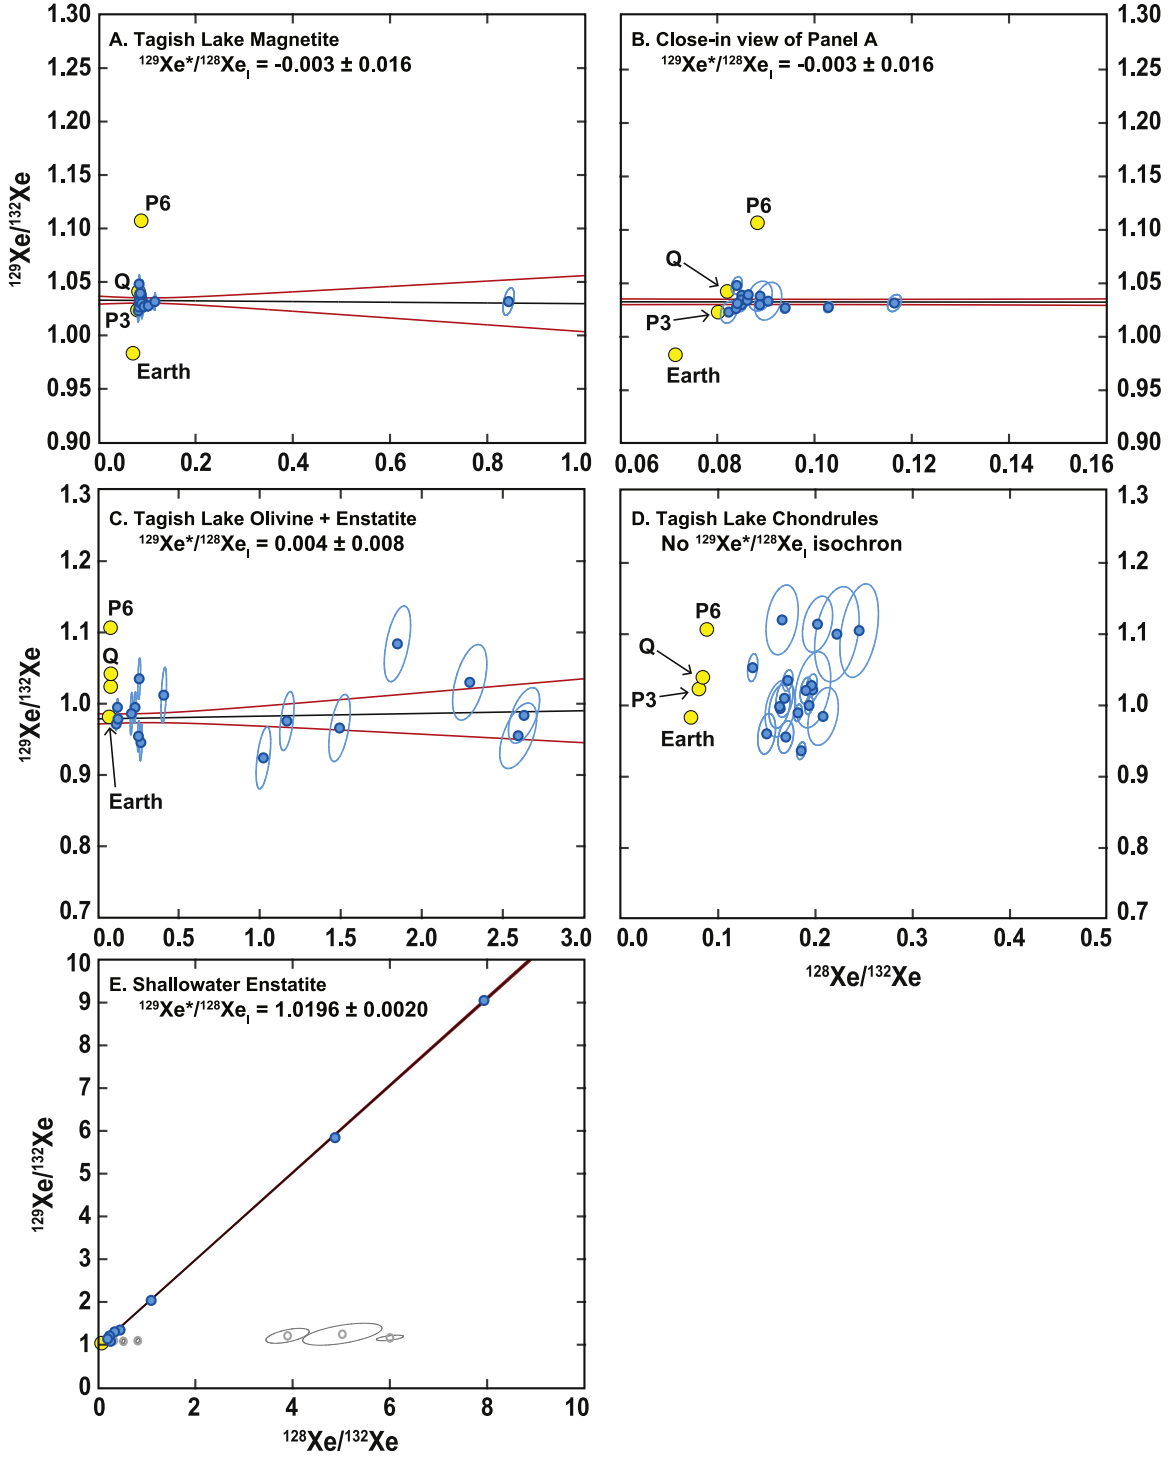 1.30
1.25
1.20
1.15
1.10
1.05
1.00
0.95
0.90
¹²⁹Xe/¹³²Xe
A. Tagish Lake Magnetite
¹²⁹Xe*/¹²⁸Xe_I = -0.003 ± 0.016
P6
Q
P3
Earth
0.0 0.2 0.4 0.6 0.8 1.0
B. Close-in view of Panel A
¹²⁹Xe*/¹²⁸Xe_I = -0.003 ± 0.016
P6
Q
P3
Earth
1.30
1.25
1.20
1.15
1.10
1.05
1.00
0.95
0.90
0.06 0.08 0.10 0.12 0.14 0.16
1.3
1.2
1.1
1.0
0.9
0.8
0.7
¹²⁹Xe/¹³²Xe
C. Tagish Lake Olivine + Enstatite
¹²⁹Xe*/¹²⁸Xe_I = 0.004 ± 0.008
P6
Q
Earth
0.0 0.5 1.0 1.5 2.0 2.5 3.0
D. Tagish Lake Chondrules
No ¹²⁹Xe*/¹²⁸Xe_I isochron
P6
Q
P3
Earth
1.3
1.2
1.1
1.0
0.9
0.8
0.7
0.0 0.1 0.2 0.3 0.4 0.5
¹²⁸Xe/¹³²Xe
10
9
8
7
6
5
4
3
2
1
0
¹²⁹Xe/¹³²Xe
E. Shallowater Enstatite
¹²⁹Xe*/¹²⁸Xe_I = 1.0196 ± 0.0020
0 2 4 6 8 10
¹²⁸Xe/¹³²Xe